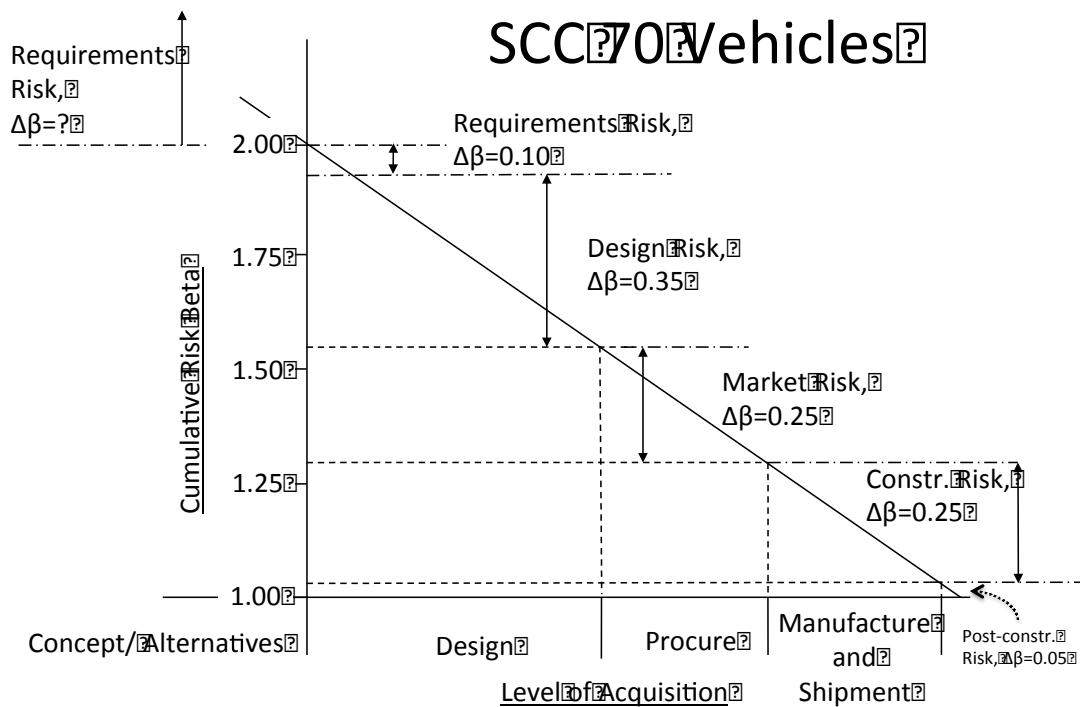 SCC 70 Vehicles
Requirements
Risk,
Δβ=?
Requirements Risk,
Δβ=0.10
2.00
Design Risk,
Δβ=0.35
1.75
Cumulative Risk Beta
1.50
Market Risk,
Δβ=0.25
1.25
Constr. Risk,
Δβ=0.25
1.00
Concept/ Alternatives
Design
Procure
Manufacture
and
Shipment
Post-constr.
Risk, Δβ=0.05
Level of Acquisition